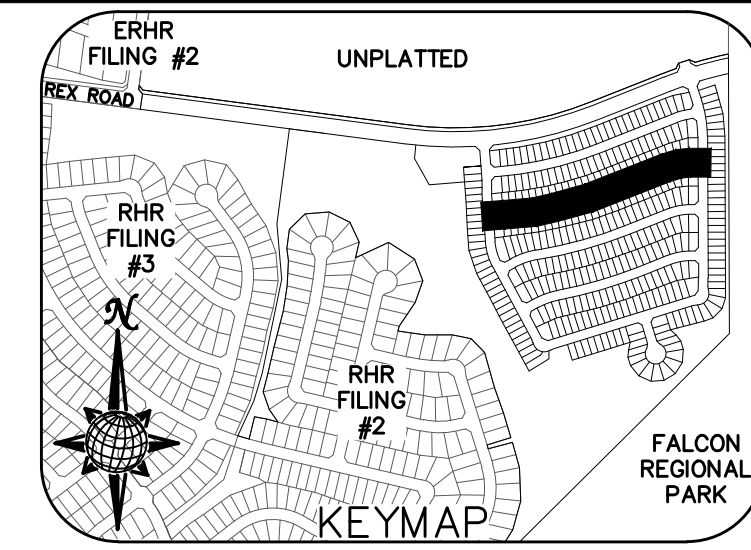 ERHR
FILING #2
UNPLATTED
REX ROAD
RHR
FILING
#3
N
RHR
FILING
#2
FALCON
REGIONAL
PARK
KEYMAP